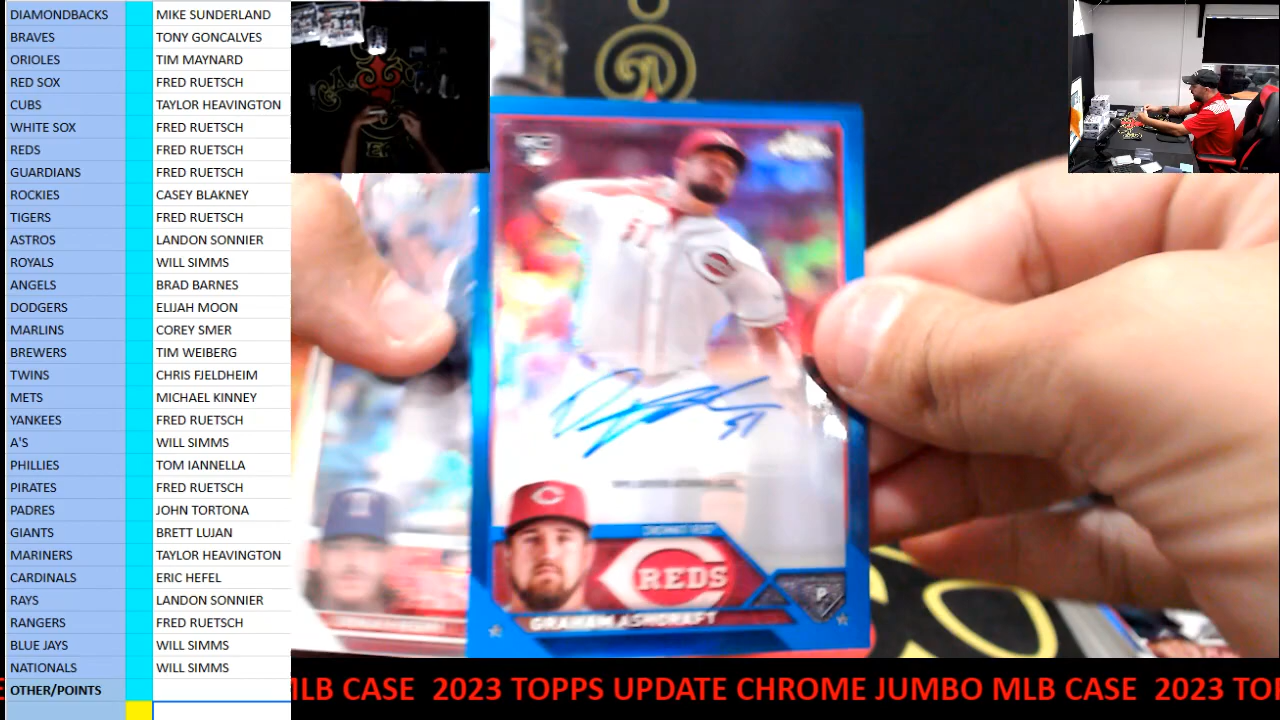 DIAMONDBACKS MIKE SUNDERLAND
BRAVES TONY GONCALVES
ORIOLES TIM MAYNARD
RED SOX FRED RUETSCH
CUBS TAYLOR HEAVINGTON
WHITE SOX FRED RUETSCH
REDS FRED RUETSCH
GUARDIANS FRED RUETSCH
ROCKIES CASEY BLAKNEY
TIGERS FRED RUETSCH
ASTROS LANDON SONNIER
ROYALS WILL SIMMS
ANGELS BRAD BARNES
DODGERS ELIJAH MOON
MARLINS COREY SMER
BREWERS TIM WEIBERG
TWINS CHRIS FJELDHEIM
METS MICHAEL KINNEY
YANKEES FRED RUETSCH
A'S WILL SIMMS
PHILLIES TOM IANNELLA
PIRATES FRED RUETSCH
PADRES JOHN TORTONA
GIANTS BRETT LUJAN
MARINERS TAYLOR HEAVINGTON
CARDINALS ERIC HEFEL
RAYS LANDON SONNIER
RANGERS FRED RUETSCH
BLUE JAYS WILL SIMMS
NATIONALS WILL SIMMS
OTHER/POINTS
REDS
P
GRAHAM ASHCRAFT
MLB CASE 2023 TOPPS UPDATE CHROME JUMBO MLB CASE 2023 TO